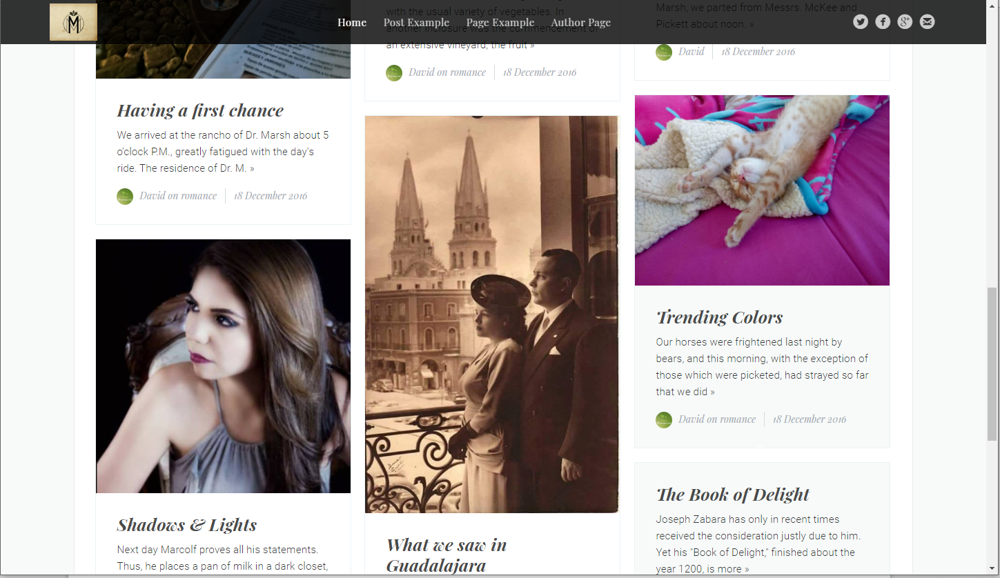 M
Home Post Example Page Example Author Page
Having a first chance
We arrived at the rancho of Dr. Marsh about 5
o'clock P.M., greatly fatigued with the day's
ride. The residence of Dr. M. »
David on romance 18 December 2016
Shadows & Lights
Next day Marcolf proves all his statements.
Thus, he places a pan of milk in a dark closet,
with the usual variety of vegetables. In
another inclosure was the commencement of
an extensive vineyard, the fruit »
David on romance 18 December 2016
What we saw in
Guadalajara
Marsh, we parted from Messrs. McKee and
Pickett about noon. »
David 18 December 2016
Trending Colors
Our horses were frightened last night by
bears, and this morning, with the exception of
those which were picketed, had strayed so far
that we did »
David on romance 18 December 2016
The Book of Delight
Joseph Zabara has only in recent times
received the consideration justly due to him.
Yet his "Book of Delight," finished about the
year 1200, is more »